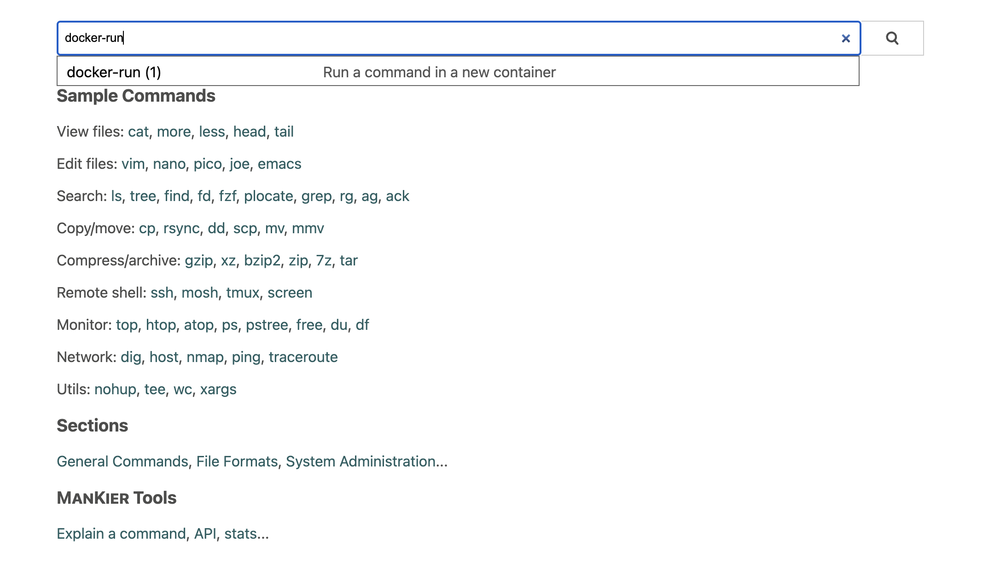 docker-run
docker-run (1) Run a command in a new container
Sample Commands
View files: cat, more, less, head, tail
Edit files: vim, nano, pico, joe, emacs
Search: ls, tree, find, fd, fzf, plocate, grep, rg, ag, ack
Copy/move: cp, rsync, dd, scp, mv, mmv
Compress/archive: gzip, xz, bzip2, zip, 7z, tar
Remote shell: ssh, mosh, tmux, screen
Monitor: top, htop, atop, ps, pstree, free, du, df
Network: dig, host, nmap, ping, traceroute
Utils: nohup, tee, wc, xargs
Sections
General Commands, File Formats, System Administration...
MANKIER Tools
Explain a command, API, stats...